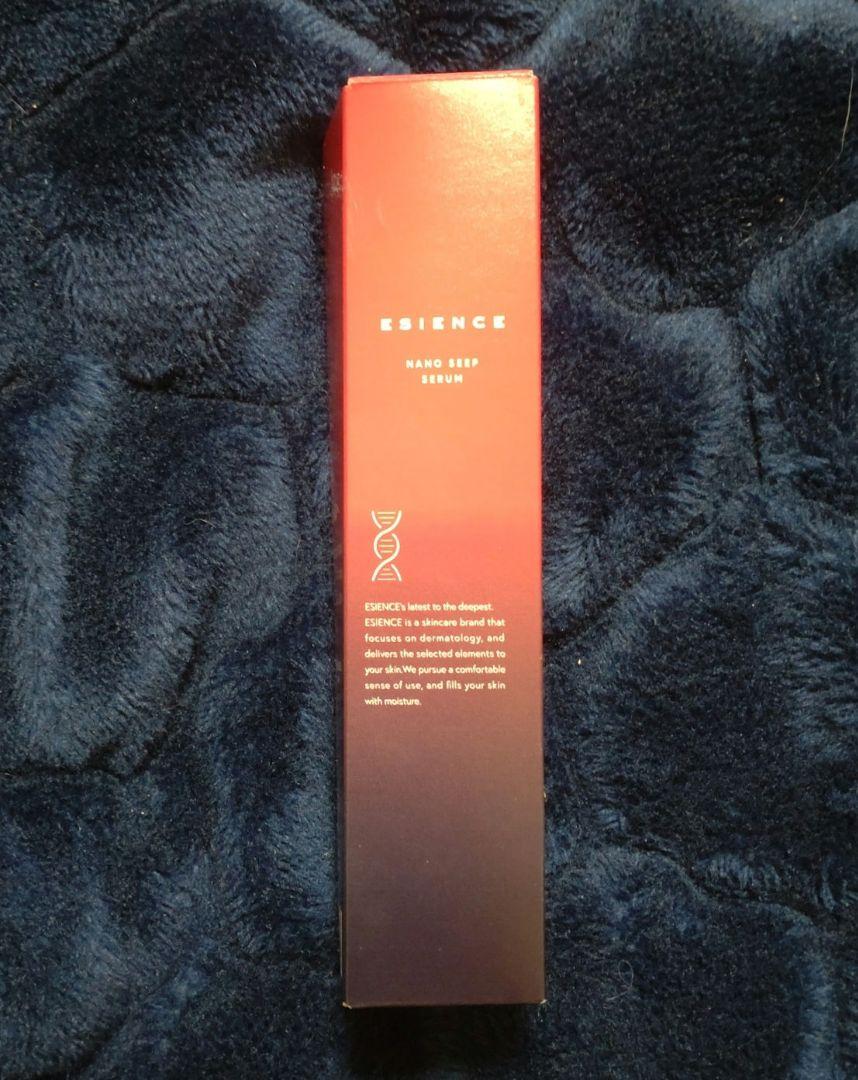 ESIENCE
NANO SEEP
SERUM
ESIENCE's latest to the deepest.
ESIENCE is a skincare brand that
focuses on dermatology, and
delivers the selected elements to
your skin.We pursue a comfortable
sense of use, and fills your skin
with moisture.